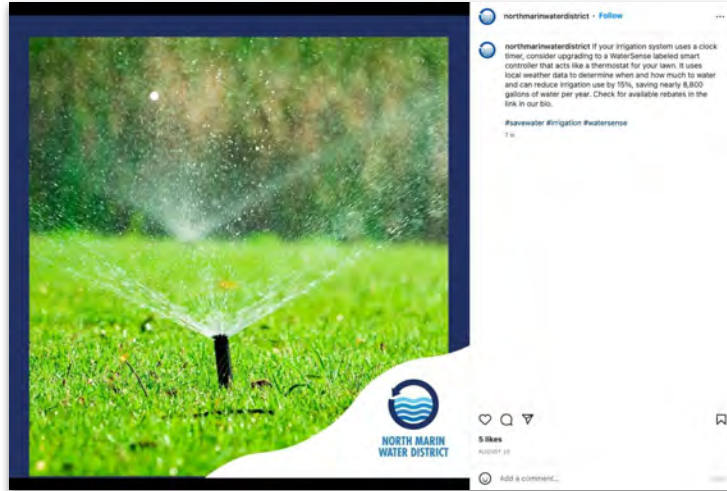 northmarinwaterdistrict • Follow
northmarinwaterdistrict If your irrigation system uses a clock
timer, consider upgrading to a WaterSense labeled smart
controller that acts like a thermostat for your lawn. It uses
local weather data to determine when and how much to water
and can reduce irrigation use by 15%, saving nearly 8,800
gallons of water per year. Check for available rebates in the
link in our bio.
#savewater #irrigation #watersense
NORTH MARIN
WATER DISTRICT
5 likes
AUGUST
Add a comment...